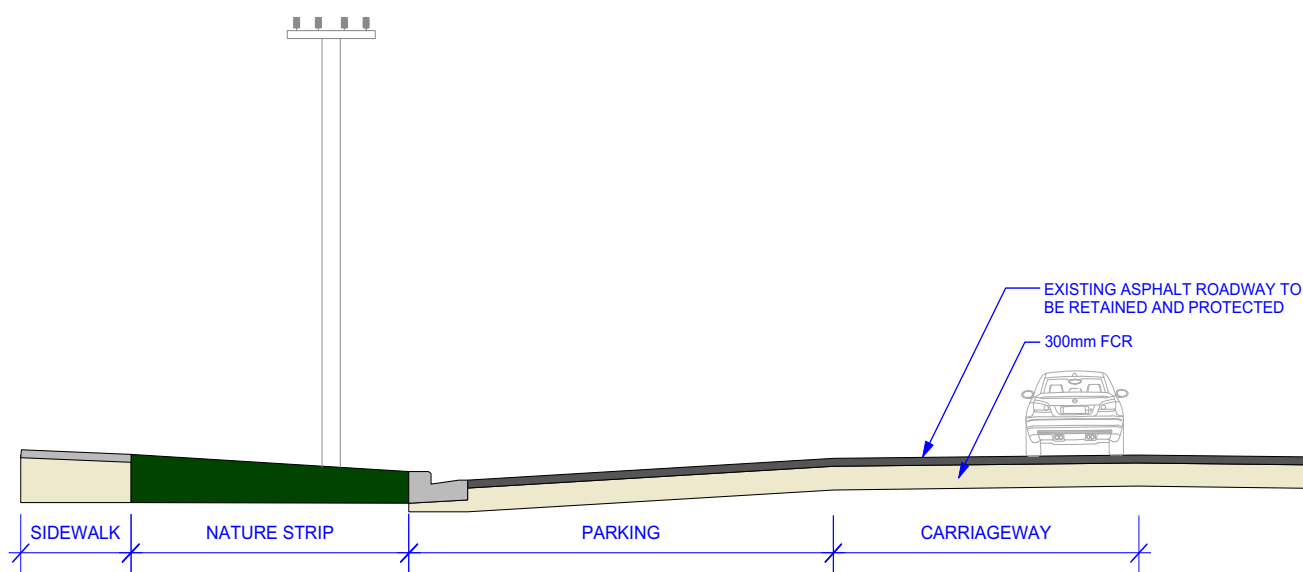 EXISTING ASPHALT ROADWAY TO
BE RETAINED AND PROTECTED
300mm FCR
SIDEWALK
NATURE STRIP
PARKING
CARRIAGEWAY